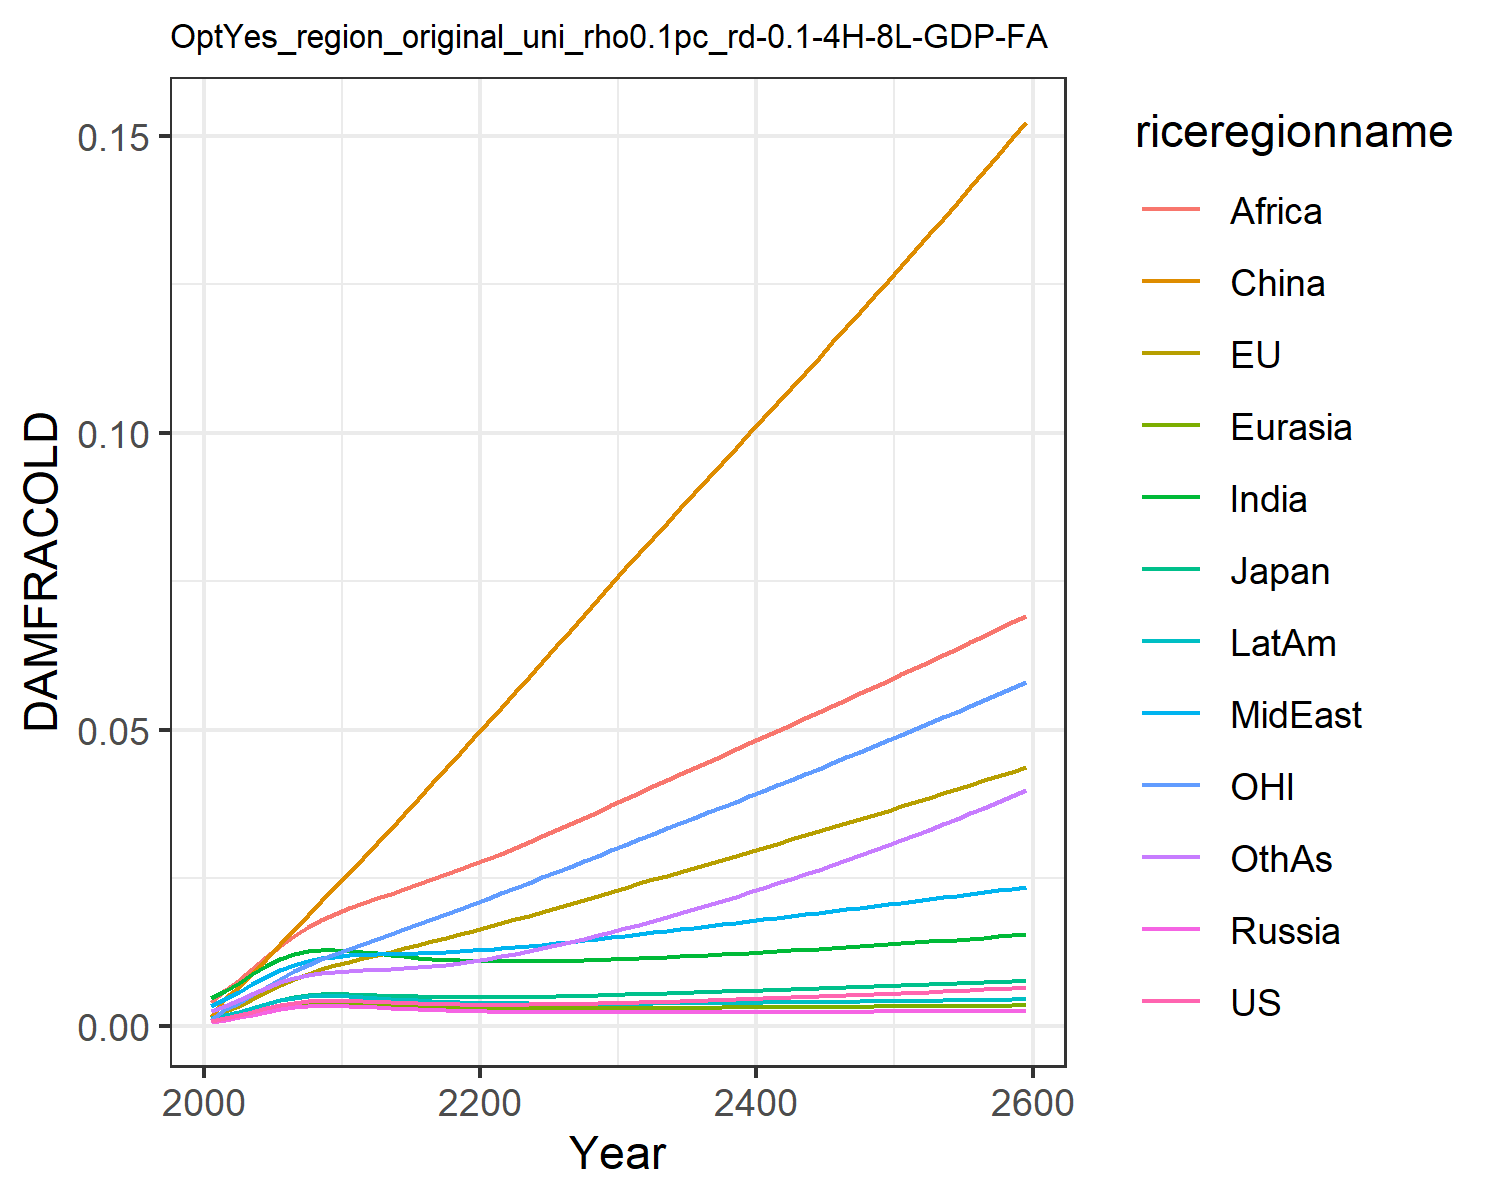 OptYes_region_original_uni_rho0.1pc_rd-0.1-4H-8L-GDP-FA
DAMFRACOLD
0.15
0.10
0.05
0.00
2000 2200 2400 2600
Year
riceregionname
Africa
China
EU
Eurasia
India
Japan
LatAm
MidEast
OHI
OthAs
Russia
US